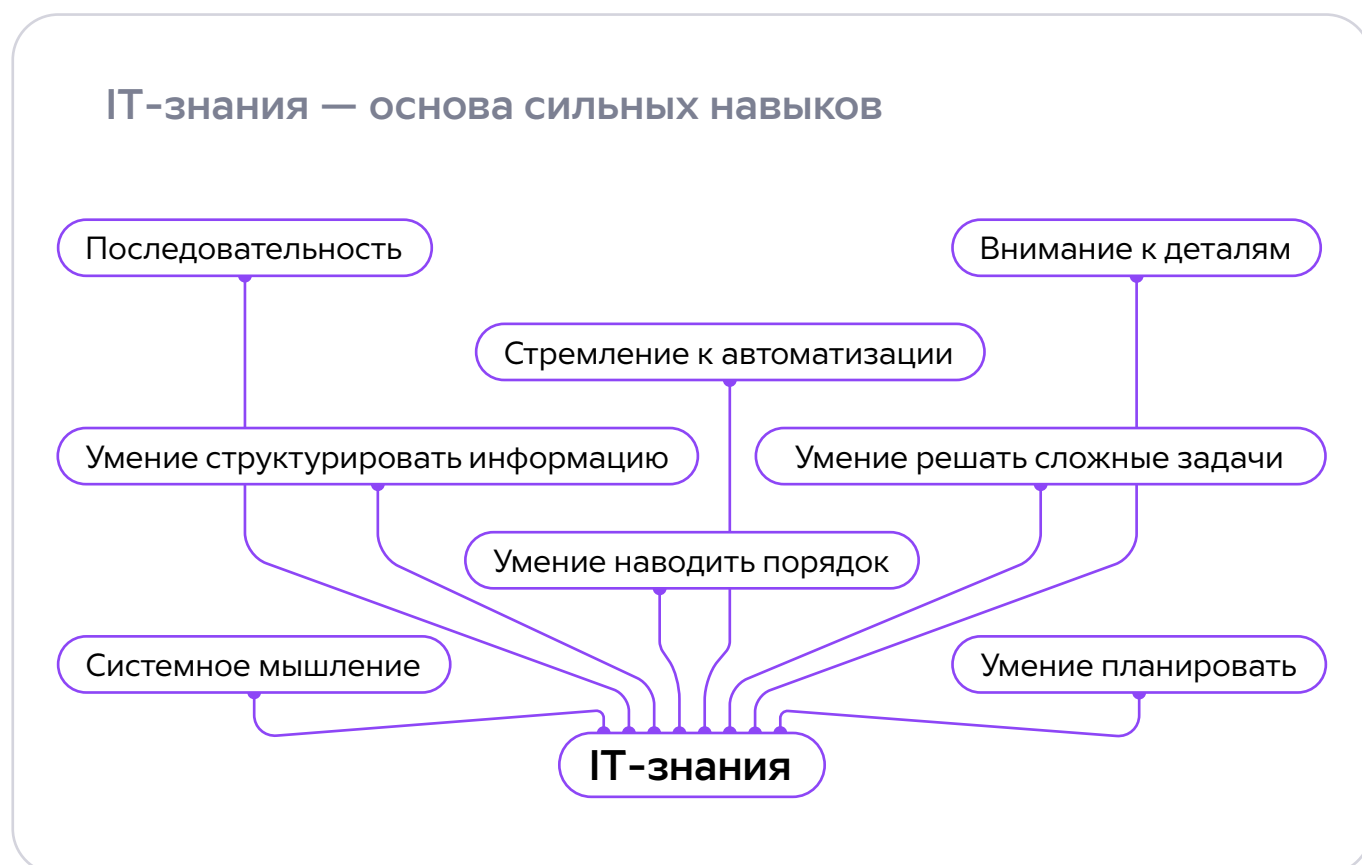 IT-знания — основа сильных навыков
Последовательность
Внимание к деталям
Стремление к автоматизации
Умение структурировать информацию
Умение решать сложные задачи
Умение наводить порядок
Системное мышление
Умение планировать
IT-знания